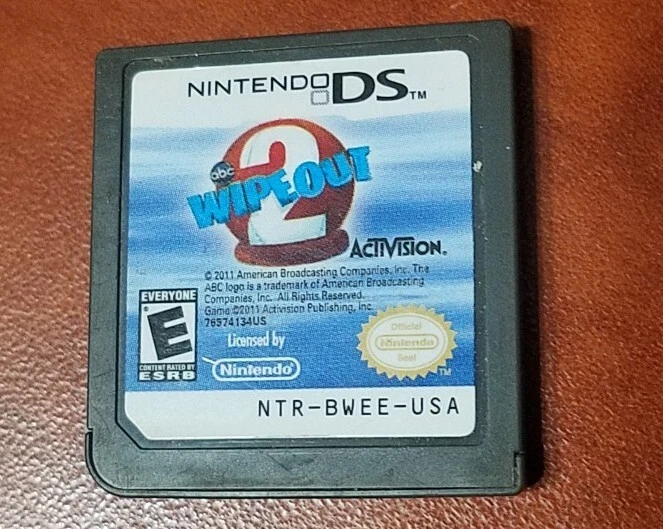 NINTENDO DS™
2
abc
WIPEOUT
ACTIVISION®
© 2011 American Broadcasting Companies, Inc. The
ABC logo is a trademark of American Broadcasting
Companies, Inc. All Rights Reserved.
Game ©2011 Activision Publishing, Inc.
76574134US
EVERYONE
E
CONTENT RATED BY
ESRB
Licensed by
Nintendo
Official
Nintendo
Seal
TM
NTR-BWEE-USA